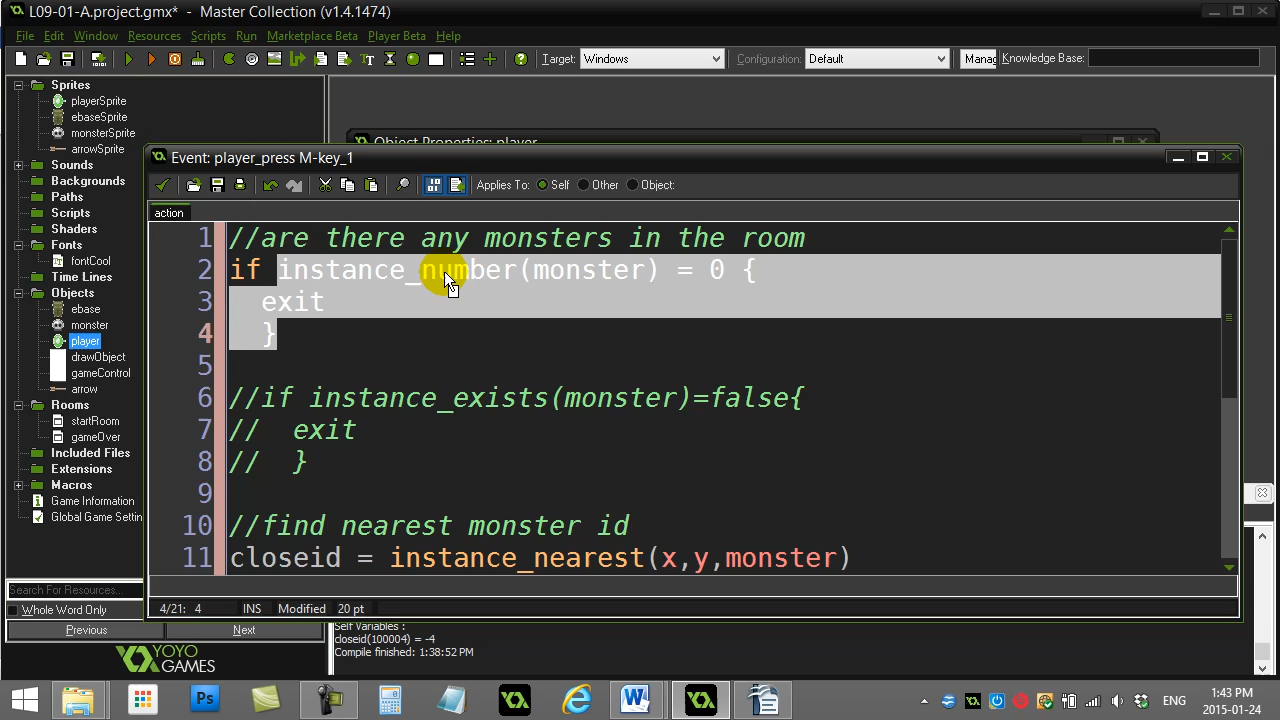 L09-01-A.project.gmx* - Master Collection (v1.4.1474)
File Edit Window Resources Scripts Run Marketplace Beta Player Beta Help
Target: Windows Configuration: Default Manag Knowledge Base:
Sprites
playerSprite
ebaseSprite
monsterSprite
arrowSprite
Sounds
Backgrounds
Paths
Scripts
Shaders
Fonts
fontCool
Time Lines
Objects
ebase
monster
player
drawObject
gameControl
arrow
Rooms
startRoom
gameOver
Included Files
Extensions
Macros
Game Information
Global Game Settin
Search For Resources...
Whole Word Only
Previous Next
YOYO
GAMES
Object Properties: player
Event: player_press M-key_1
Applies To: Self Other Object:
action
1 //are there any monsters in the room
2 if instance_number(monster) = 0 {
3 exit
4 }
5
6 //if instance_exists(monster)=false{
7 // exit
8 // }
9
10 //find nearest monster id
11 closeid = instance_nearest(x,y,monster)
4/21: 4 INS Modified 20 pt
Self Variables :
closeid(100004) = -4
Compile finished: 1:38:52 PM
ENG
1:43 PM
2015-01-24